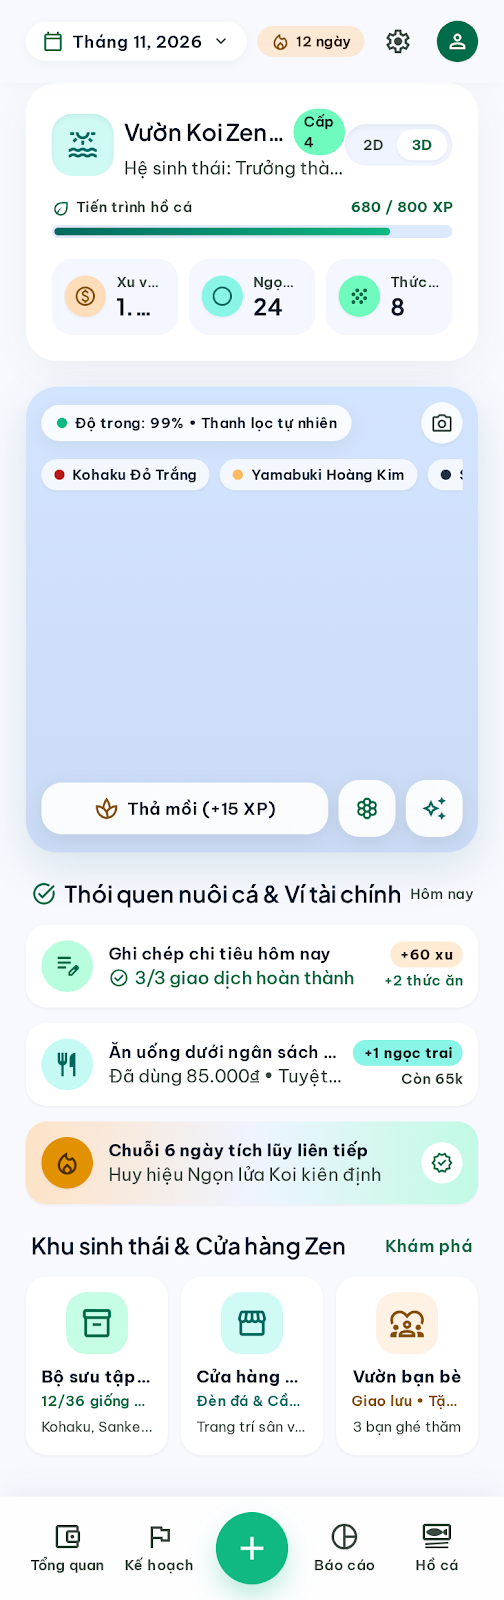 Tháng 11, 2026
12 ngày
Vườn Koi Zen...
Cấp 4
Hệ sinh thái: Trưởng thà...
2D 3D
Tiến trình hồ cá
680 / 800 XP
Xu v...
1....
Ngọ...
24
Thức...
8
Độ trong: 99% • Thanh lọc tự nhiên
Kohaku Đỏ Trắng
Yamabuki Hoàng Kim
Thả mồi (+15 XP)
Thói quen nuôi cá & Ví tài chính
Hôm nay
Ghi chép chi tiêu hôm nay
+60 xu
3/3 giao dịch hoàn thành
+2 thức ăn
Ăn uống dưới ngân sách ...
+1 ngọc trai
Đã dùng 85.000₫ • Tuyệt...
Còn 65k
Chuỗi 6 ngày tích lũy liên tiếp
Huy hiệu Ngọn lửa Koi kiên định
Khu sinh thái & Cửa hàng Zen
Khám phá
Bộ sưu tập...
12/36 giống ...
Kohaku, Sanke...
Cửa hàng ...
Đèn đá & Cầ...
Trang trí sân v...
Vườn bạn bè
Giao lưu • Tặ...
3 bạn ghé thăm
Tổng quan
Kế hoạch
Báo cáo
Hồ cá